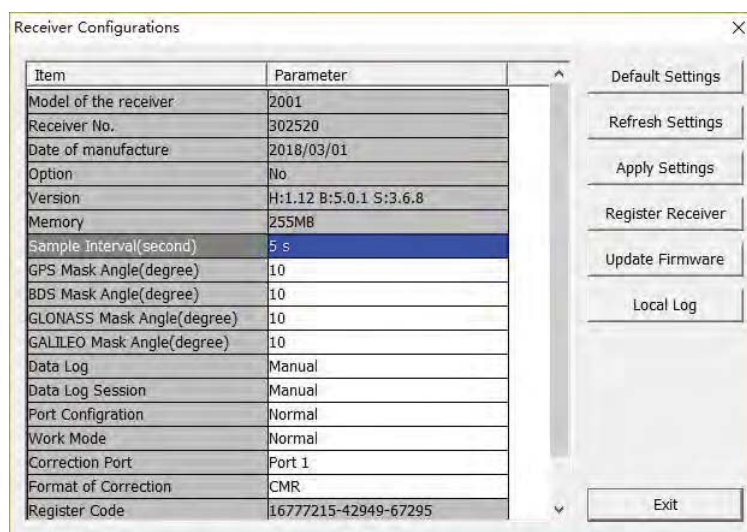 Receiver Configurations
Item Parameter
Model of the receiver 2001
Receiver No. 302520
Date of manufacture 2018/03/01
Option No
Version H:1.12 B:5.0.1 S:3.6.8
Memory 255MB
Sample Interval(second) 5 s
GPS Mask Angle(degree) 10
BDS Mask Angle(degree) 10
GLONASS Mask Angle(degree) 10
GALILEO Mask Angle(degree) 10
Data Log Manual
Data Log Session Manual
Port Configration Normal
Work Mode Normal
Correction Port Port 1
Format of Correction CMR
Register Code 16777215-42949-67295
Default Settings
Refresh Settings
Apply Settings
Register Receiver
Update Firmware
Local Log
Exit